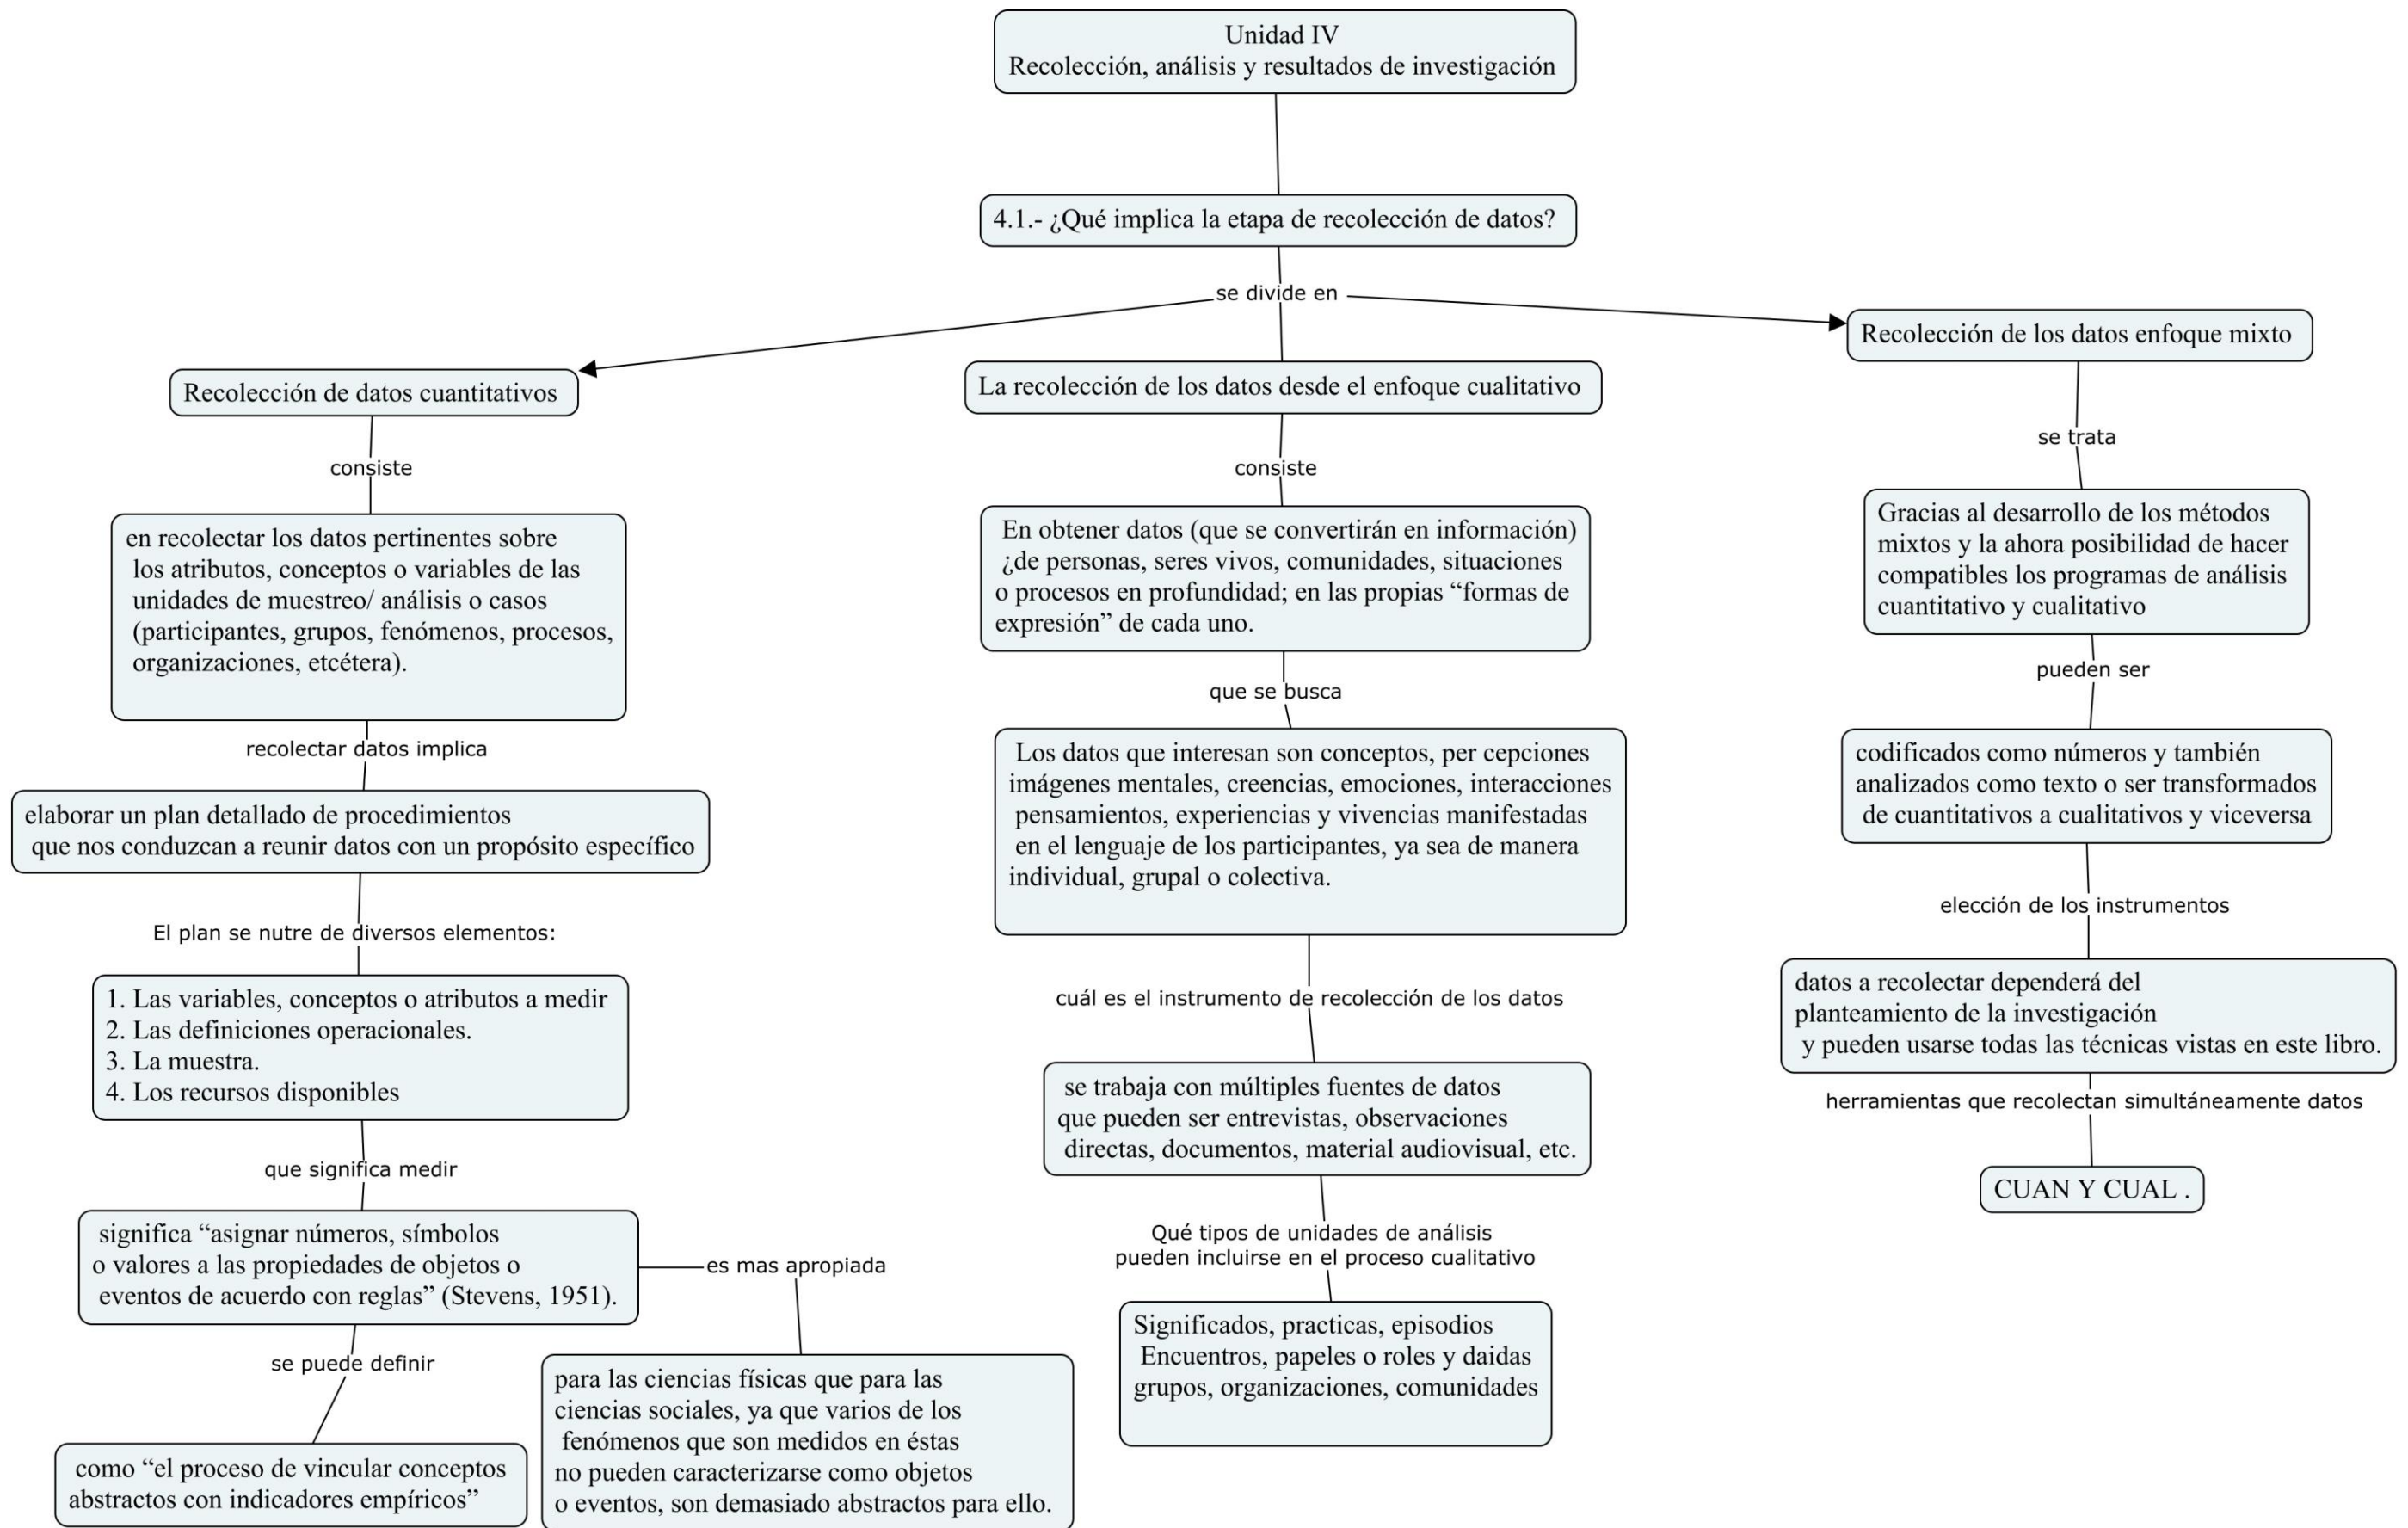 Unidad IV
Recolección, análisis y resultados de investigación
4.1.- ¿Qué implica la etapa de recolección de datos?
se divide en
Recolección de datos cuantitativos
consiste
en recolectar los datos pertinentes sobre
los atributos, conceptos o variables de las
unidades de muestreo/ análisis o casos
(participantes, grupos, fenómenos, procesos,
organizaciones, etcétera).
recolectar datos implica
elaborar un plan detallado de procedimientos
que nos conduzcan a reunir datos con un propósito específico
El plan se nutre de diversos elementos:
1. Las variables, conceptos o atributos a medir
2. Las definiciones operacionales.
3. La muestra.
4. Los recursos disponibles
que significa medir
significa “asignar números, símbolos
o valores a las propiedades de objetos o
eventos de acuerdo con reglas” (Stevens, 1951).
se puede definir
como “el proceso de vincular conceptos
abstractos con indicadores empíricos”
es mas apropiada
para las ciencias físicas que para las
ciencias sociales, ya que varios de los
fenómenos que son medidos en éstas
no pueden caracterizarse como objetos
o eventos, son demasiado abstractos para ello.
La recolección de los datos desde el enfoque cualitativo
consiste
En obtener datos (que se convertirán en información)
¿de personas, seres vivos, comunidades, situaciones
o procesos en profundidad; en las propias “formas de
expresión” de cada uno.
que se busca
Los datos que interesan son conceptos, per cepciones
imágenes mentales, creencias, emociones, interacciones
pensamientos, experiencias y vivencias manifestadas
en el lenguaje de los participantes, ya sea de manera
individual, grupal o colectiva.
cuál es el instrumento de recolección de los datos
se trabaja con múltiples fuentes de datos
que pueden ser entrevistas, observaciones
directas, documentos, material audiovisual, etc.
Qué tipos de unidades de análisis
pueden incluirse en el proceso cualitativo
Significados, practicas, episodios
Encuentros, papeles o roles y daidas
grupos, organizaciones, comunidades
Recolección de los datos enfoque mixto
se trata
Gracias al desarrollo de los métodos
mixtos y la ahora posibilidad de hacer
compatibles los programas de análisis
cuantitativo y cualitativo
pueden ser
codificados como números y también
analizados como texto o ser transformados
de cuantitativos a cualitativos y viceversa
elección de los instrumentos
datos a recolectar dependerá del
planteamiento de la investigación
y pueden usarse todas las técnicas vistas en este libro.
herramientas que recolectan simultáneamente datos
CUAN Y CUAL .